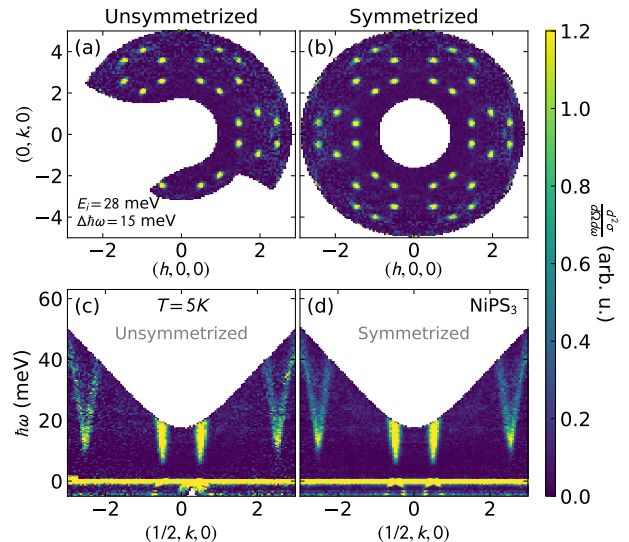 Unsymmetrized Symmetrized
(a) (b)
4
2
0
−2
−4
(0, k, 0)
E_i=28 meV
Δħω=15 meV
−2 0 2 −2 0 2
(h, 0, 0) (h, 0, 0)
(c) T=5K (d) NiPS₃
Unsymmetrized Symmetrized
60
40
20
0
ħω (meV)
−2 0 2 −2 0 2
(1/2, k, 0) (1/2, k, 0)
1.2
1.0
0.8
0.6
0.4
0.2
0.0
d²σ/dΩdω (arb. u.)